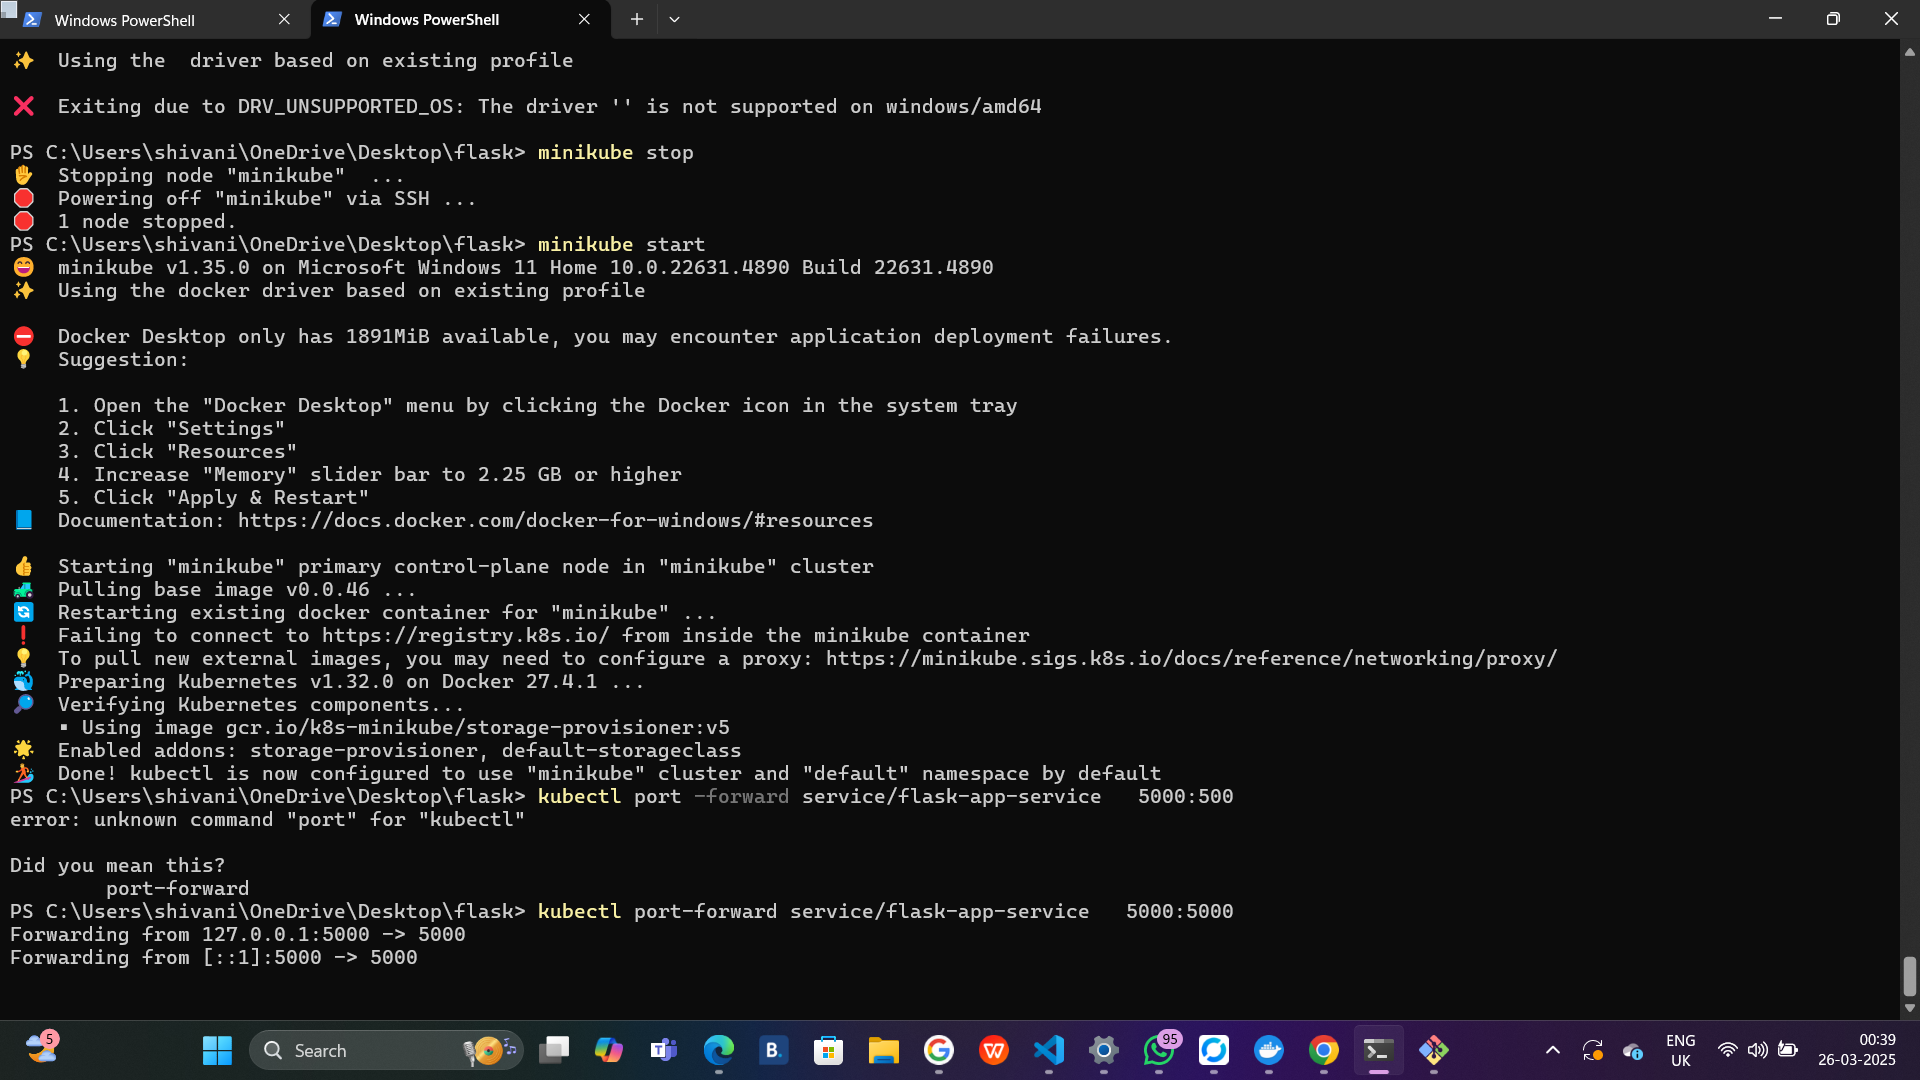 Windows PowerShell
Windows PowerShell
Using the  driver based on existing profile
Exiting due to DRV_UNSUPPORTED_OS: The driver '' is not supported on windows/amd64
PS C:\Users\shivani\OneDrive\Desktop\flask> minikube stop
Stopping node "minikube"  ...
Powering off "minikube" via SSH ...
1 node stopped.
PS C:\Users\shivani\OneDrive\Desktop\flask> minikube start
minikube v1.35.0 on Microsoft Windows 11 Home 10.0.22631.4890 Build 22631.4890
Using the docker driver based on existing profile
Docker Desktop only has 1891MiB available, you may encounter application deployment failures.
Suggestion:
1. Open the "Docker Desktop" menu by clicking the Docker icon in the system tray
2. Click "Settings"
3. Click "Resources"
4. Increase "Memory" slider bar to 2.25 GB or higher
5. Click "Apply & Restart"
Documentation: https://docs.docker.com/docker-for-windows/#resources
Starting "minikube" primary control-plane node in "minikube" cluster
Pulling base image v0.0.46 ...
Restarting existing docker container for "minikube" ...
Failing to connect to https://registry.k8s.io/ from inside the minikube container
To pull new external images, you may need to configure a proxy: https://minikube.sigs.k8s.io/docs/reference/networking/proxy/
Preparing Kubernetes v1.32.0 on Docker 27.4.1 ...
Verifying Kubernetes components...
▪ Using image gcr.io/k8s-minikube/storage-provisioner:v5
Enabled addons: storage-provisioner, default-storageclass
Done! kubectl is now configured to use "minikube" cluster and "default" namespace by default
PS C:\Users\shivani\OneDrive\Desktop\flask> kubectl port -forward service/flask-app-service   5000:500
error: unknown command "port" for "kubectl"
Did you mean this?
port-forward
PS C:\Users\shivani\OneDrive\Desktop\flask> kubectl port-forward service/flask-app-service   5000:5000
Forwarding from 127.0.0.1:5000 -> 5000
Forwarding from [::1]:5000 -> 5000
5
Search
B.
95
ENG
UK
00:39
26-03-2025